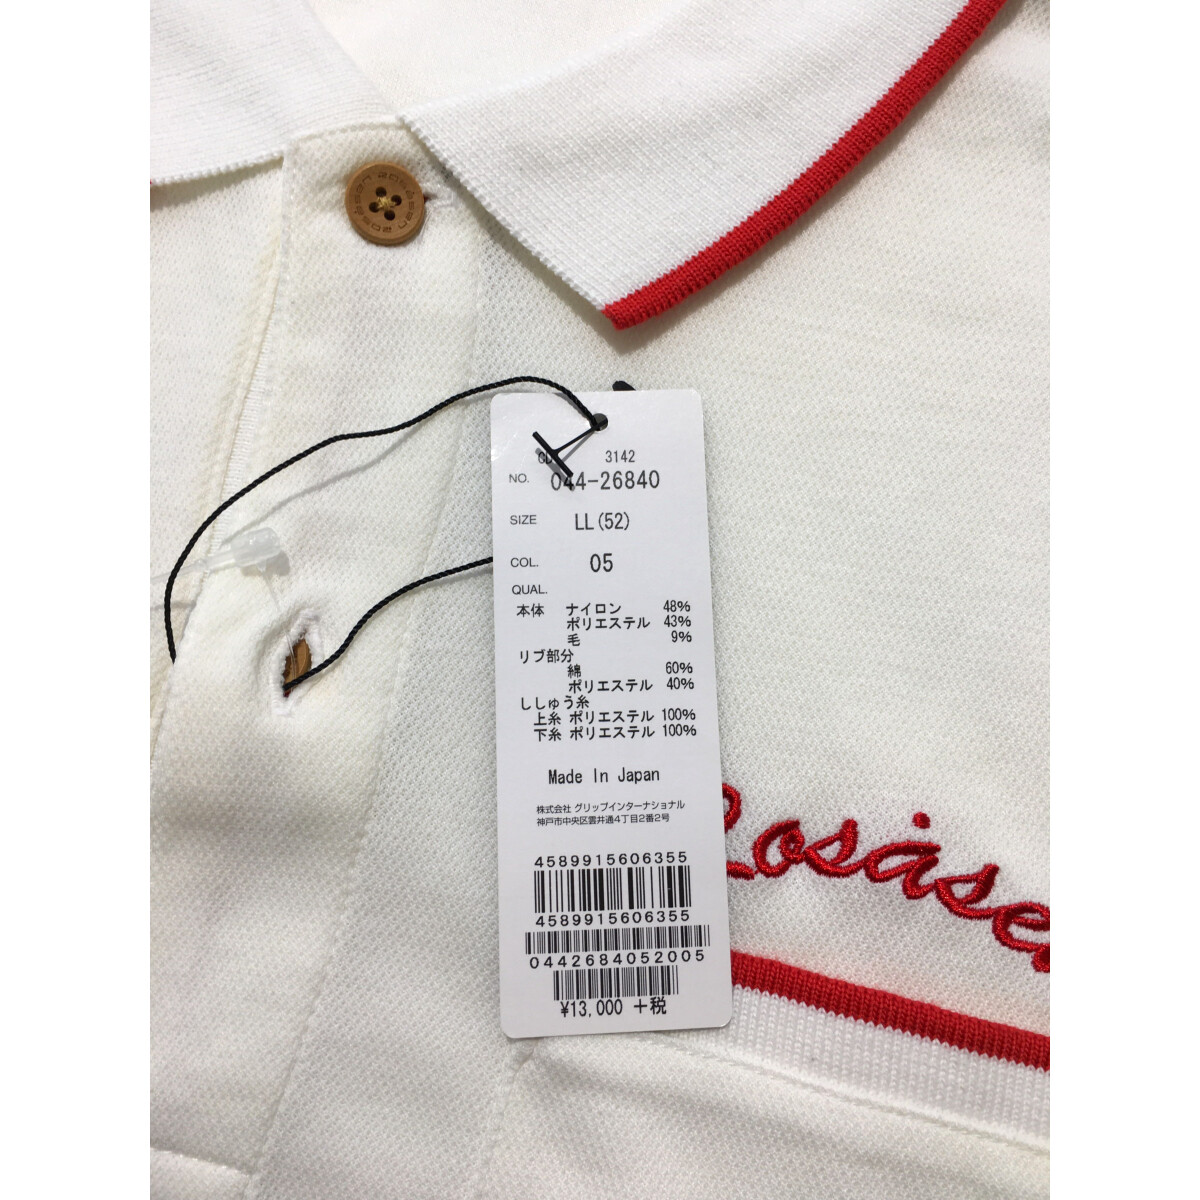 3142
NO. 044-26840
SIZE LL(52)
COL. 05
QUAL.
本体 ナイロン 48%
ポリエステル 43%
毛 9%
リブ部分
綿 60%
ポリエステル 40%
ししゅう糸
上糸 ポリエステル 100%
下糸 ポリエステル 100%
Made In Japan
株式会社 グリップインターナショナル
神戸市中央区雲井通4丁目2番2号
4589915606355
4589915606355
0442684052005
¥13,000 +税